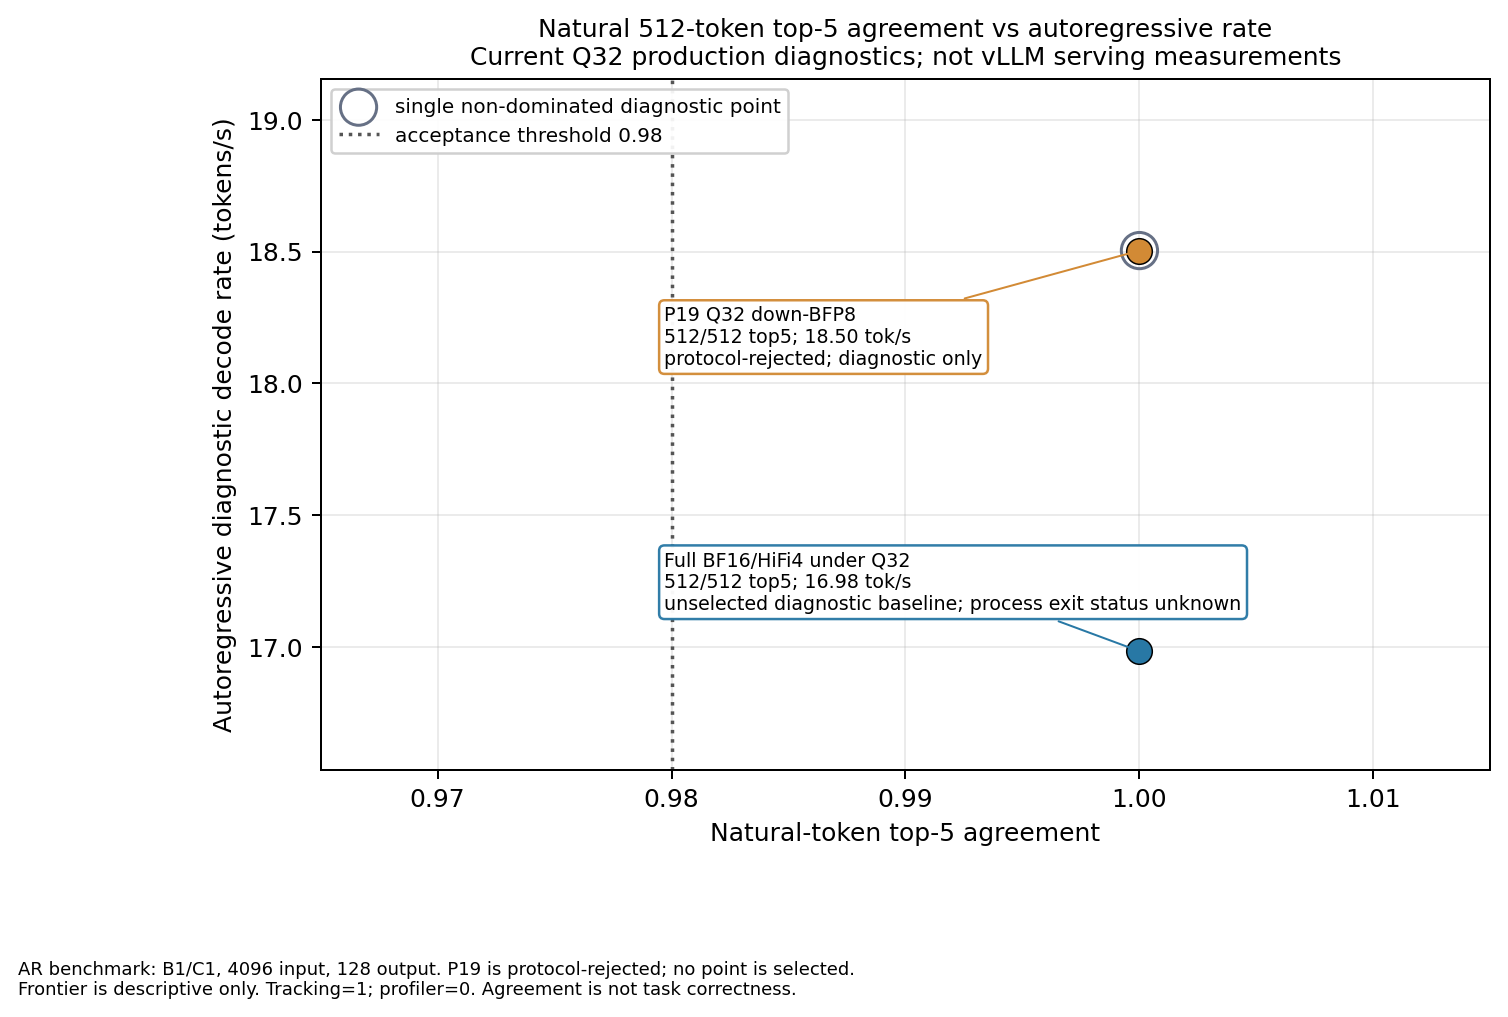 Natural 512-token top-5 agreement vs autoregressive rate
Current Q32 production diagnostics; not vLLM serving measurements
single non-dominated diagnostic point
acceptance threshold 0.98
Autoregressive diagnostic decode rate (tokens/s)
19.0
18.5
18.0
17.5
17.0
P19 Q32 down-BFP8
512/512 top5; 18.50 tok/s
protocol-rejected; diagnostic only
Full BF16/HiFi4 under Q32
512/512 top5; 16.98 tok/s
unselected diagnostic baseline; process exit status unknown
0.97
0.98
0.99
1.00
1.01
Natural-token top-5 agreement
AR benchmark: B1/C1, 4096 input, 128 output. P19 is protocol-rejected; no point is selected.
Frontier is descriptive only. Tracking=1; profiler=0. Agreement is not task correctness.